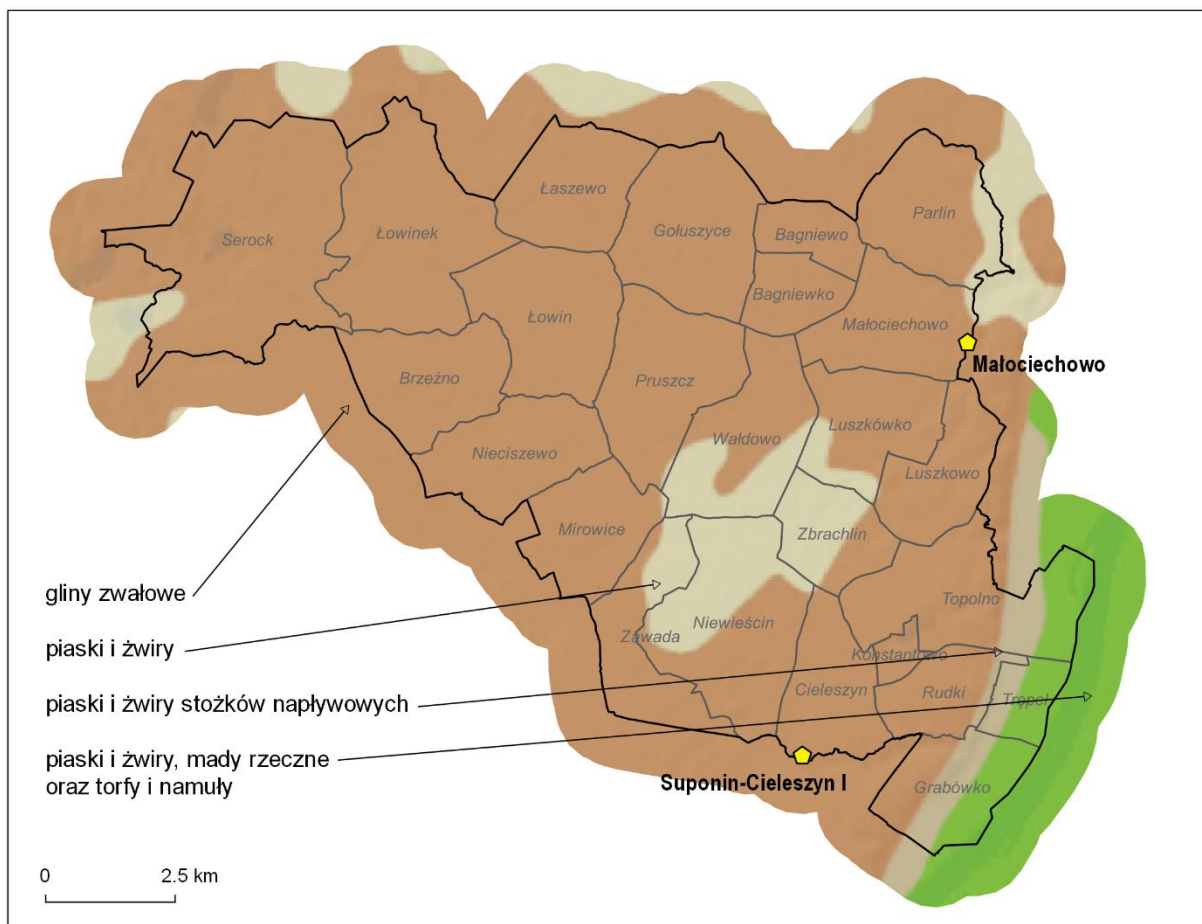 Łaszewo
Parlin
Serock
Łowinek
Gołuszyce
Bagniewo
Bagniewko
Łowin
Małociechowo
Małociechowo
Brzeźno
Pruszcz
Wałdowo
Luszkówko
Nieciszewo
Luszkowo
Mirowice
Zbrachlin
gliny zwałowe
Topolno
piaski i żwiry
Zawada
Niewieścin
Konstantowo
Cieleszyn
Rudki
Trępel
piaski i żwiry stożków napływowych
piaski i żwiry, mady rzeczne
oraz torfy i namuły
Suponin-Cieleszyn I
Grabówko
0
2.5 km